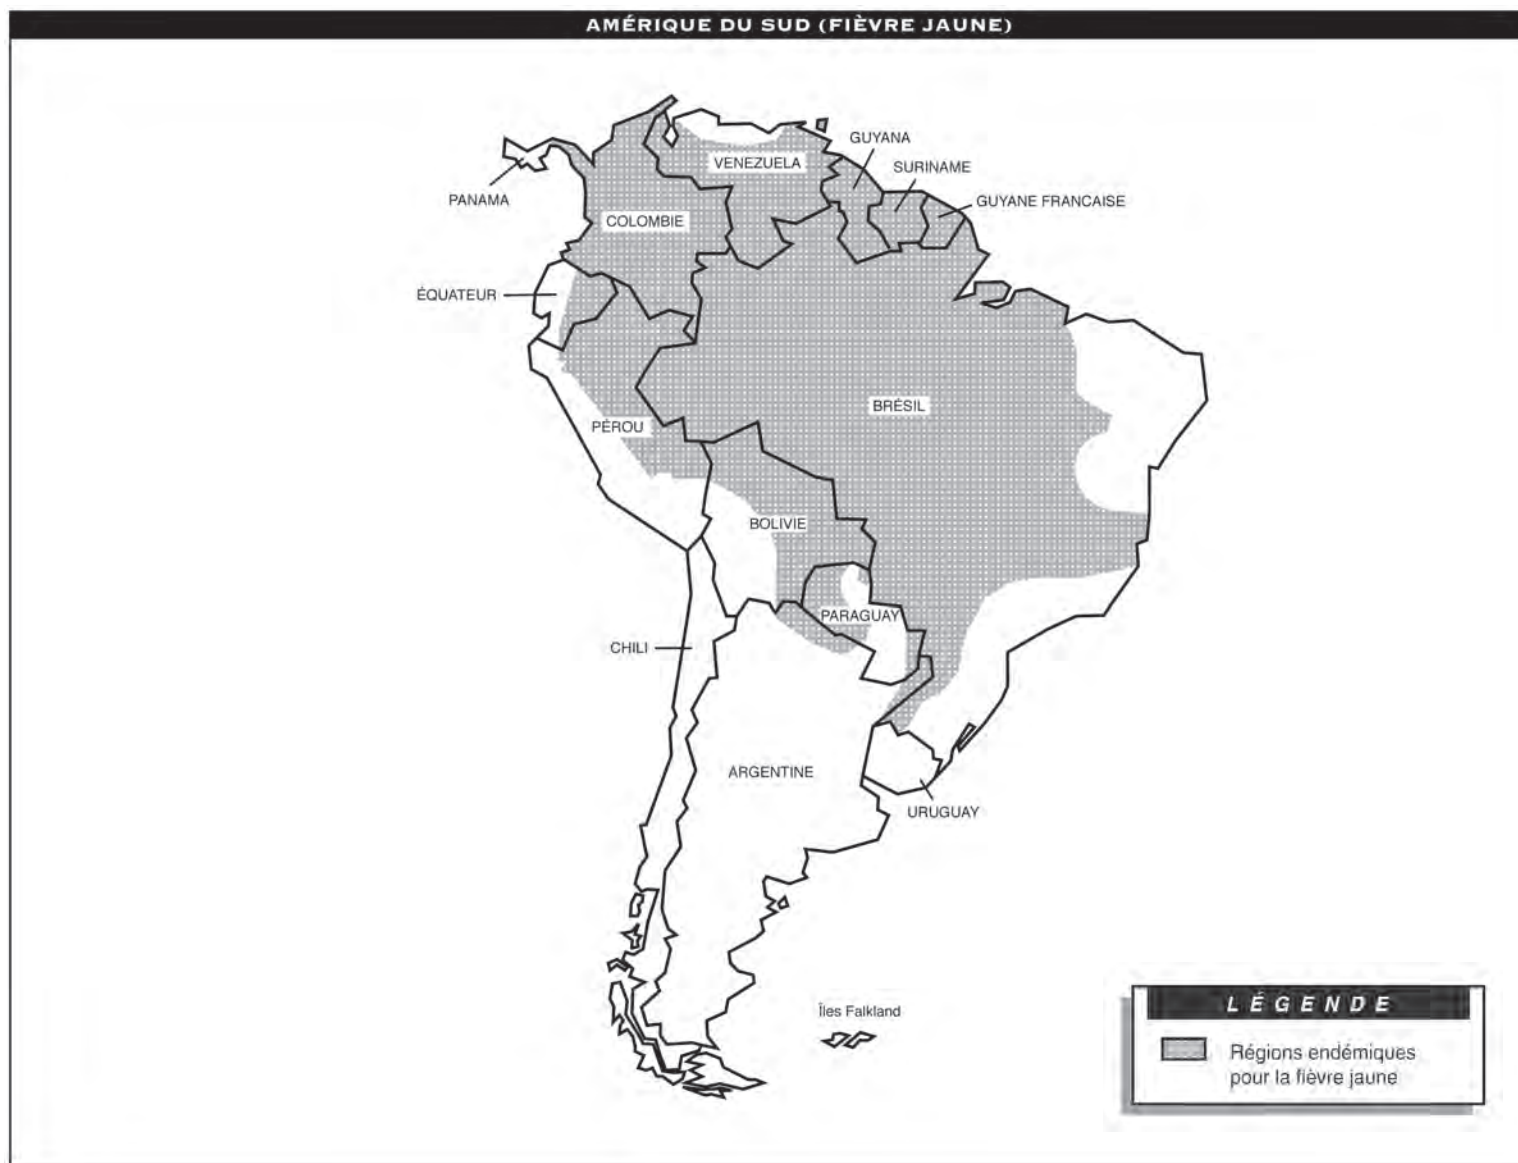 AMÉRIQUE DU SUD (FIÈVRE JAUNE)
GUYANA
VENEZUELA
SURINAME
PANAMA
GUYANE FRANCAISE
COLOMBIE
ÉQUATEUR
BRÉSIL
PÉROU
BOLIVIE
PARAGUAY
CHILI
ARGENTINE
URUGUAY
Îles Falkland
LÉGENDE
Régions endémiques
pour la fièvre jaune